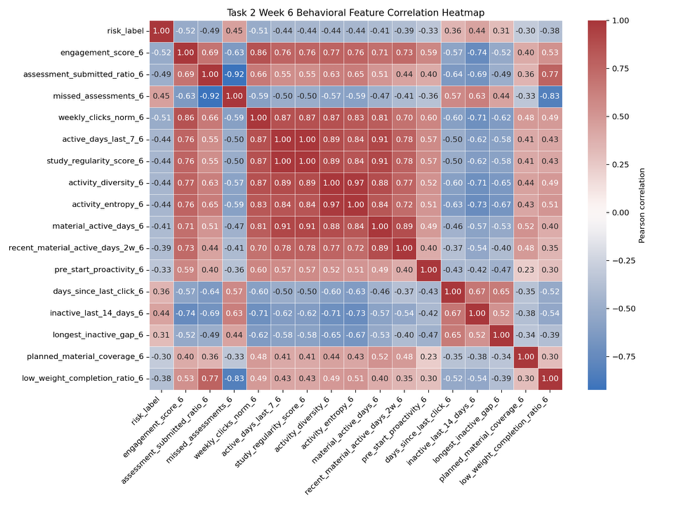 Task 2 Week 6 Behavioral Feature Correlation Heatmap
risk_label 1.00 -0.52 -0.49 0.45 -0.51 -0.44 -0.44 -0.44 -0.44 -0.41 -0.39 -0.33 0.36 0.44 0.31 -0.30 -0.38
engagement_score_6 -0.52 1.00 0.69 -0.63 0.86 0.76 0.76 0.77 0.76 0.71 0.73 0.59 -0.57 -0.74 -0.52 0.40 0.53
assessment_submitted_ratio_6 -0.49 0.69 1.00 -0.92 0.66 0.55 0.55 0.63 0.65 0.51 0.44 0.40 -0.64 -0.69 -0.49 0.36 0.77
missed_assessments_6 0.45 -0.63 -0.92 1.00 -0.59 -0.50 -0.50 -0.57 -0.59 -0.47 -0.41 -0.36 0.57 0.63 0.44 -0.33 -0.83
weekly_clicks_norm_6 -0.51 0.86 0.66 -0.59 1.00 0.87 0.87 0.87 0.83 0.81 0.70 0.60 -0.60 -0.71 -0.62 0.48 0.49
active_days_last_7_6 -0.44 0.76 0.55 -0.50 0.87 1.00 1.00 0.89 0.84 0.91 0.78 0.57 -0.50 -0.62 -0.58 0.41 0.43
study_regularity_score_6 -0.44 0.76 0.55 -0.50 0.87 1.00 1.00 0.89 0.84 0.91 0.78 0.57 -0.50 -0.62 -0.58 0.41 0.43
activity_diversity_6 -0.44 0.77 0.63 -0.57 0.87 0.89 0.89 1.00 0.97 0.88 0.77 0.52 -0.60 -0.71 -0.65 0.44 0.49
activity_entropy_6 -0.44 0.76 0.65 -0.59 0.83 0.84 0.84 0.97 1.00 0.84 0.72 0.51 -0.63 -0.73 -0.67 0.43 0.51
material_active_days_6 -0.41 0.71 0.51 -0.47 0.81 0.91 0.91 0.88 0.84 1.00 0.89 0.49 -0.46 -0.57 -0.53 0.52 0.40
recent_material_active_days_2w_6 -0.39 0.73 0.44 -0.41 0.70 0.78 0.78 0.77 0.72 0.89 1.00 0.40 -0.37 -0.54 -0.40 0.48 0.35
pre_start_proactivity_6 -0.33 0.59 0.40 -0.36 0.60 0.57 0.57 0.52 0.51 0.49 0.40 1.00 -0.43 -0.42 -0.47 0.23 0.30
days_since_last_click_6 0.36 -0.57 -0.64 0.57 -0.60 -0.50 -0.50 -0.60 -0.63 -0.46 -0.37 -0.43 1.00 0.67 0.65 -0.35 -0.52
inactive_last_14_days_6 0.44 -0.74 -0.69 0.63 -0.71 -0.62 -0.62 -0.71 -0.73 -0.57 -0.54 -0.42 0.67 1.00 0.52 -0.38 -0.54
longest_inactive_gap_6 0.31 -0.52 -0.49 0.44 -0.62 -0.58 -0.58 -0.65 -0.67 -0.53 -0.40 -0.47 0.65 0.52 1.00 -0.34 -0.39
planned_material_coverage_6 -0.30 0.40 0.36 -0.33 0.48 0.41 0.41 0.44 0.43 0.52 0.48 0.23 -0.35 -0.38 -0.34 1.00 0.30
low_weight_completion_ratio_6 -0.38 0.53 0.77 -0.83 0.49 0.43 0.43 0.49 0.51 0.40 0.35 0.30 -0.52 -0.54 -0.39 0.30 1.00
risk_label
engagement_score_6
assessment_submitted_ratio_6
missed_assessments_6
weekly_clicks_norm_6
active_days_last_7_6
study_regularity_score_6
activity_diversity_6
activity_entropy_6
material_active_days_6
recent_material_active_days_2w_6
pre_start_proactivity_6
days_since_last_click_6
inactive_last_14_days_6
longest_inactive_gap_6
planned_material_coverage_6
low_weight_completion_ratio_6
1.00
0.75
0.50
0.25
0.00
−0.25
−0.50
−0.75
Pearson correlation